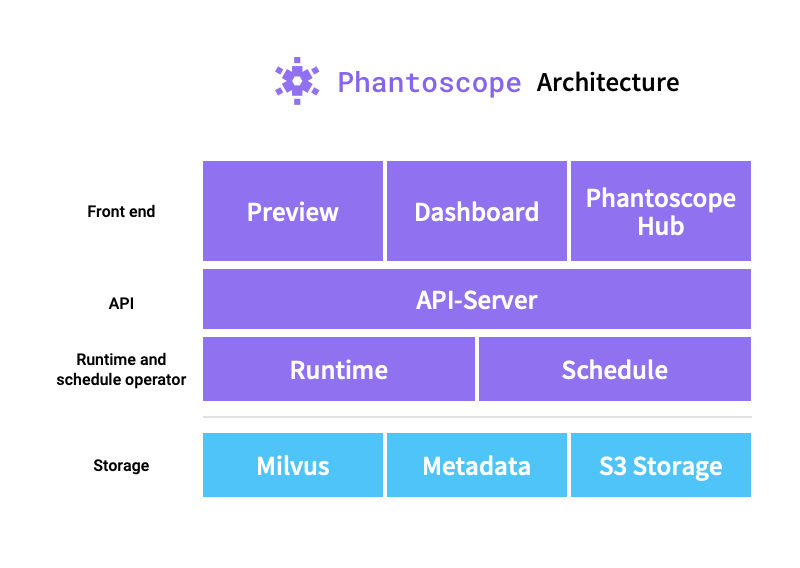 Phantoscope Architecture
Front end
Preview
Dashboard
Phantoscope
Hub
API
API-Server
Runtime and
schedule operator
Runtime
Schedule
Storage
Milvus
Metadata
S3 Storage